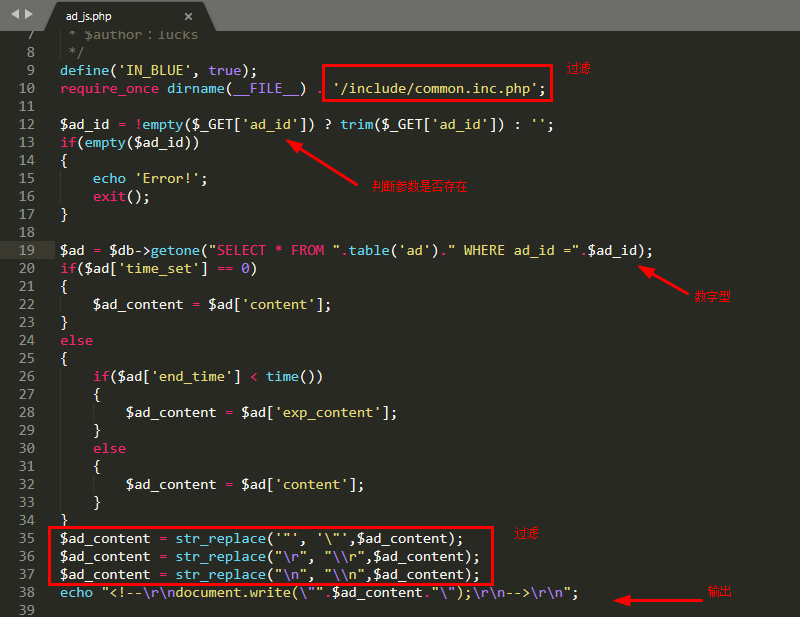 ad_js.php
7 * $author：lucks
8 */
9 define('IN_BLUE', true);
10 require_once dirname(__FILE__) . '/include/common.inc.php';
过滤
11
12 $ad_id = !empty($_GET['ad_id']) ? trim($_GET['ad_id']) : '';
13 if(empty($ad_id))
14 {
15 echo 'Error!';
判断参数是否存在
16 exit();
17 }
18
19 $ad = $db->getone("SELECT * FROM ".table('ad')." WHERE ad_id =".$ad_id);
20 if($ad['time_set'] == 0)
21 {
22 $ad_content = $ad['content'];
数字型
23 }
24 else
25 {
26 if($ad['end_time'] < time())
27 {
28 $ad_content = $ad['exp_content'];
29 }
30 else
31 {
32 $ad_content = $ad['content'];
33 }
34 }
35 $ad_content = str_replace('"', '\"',$ad_content);
过滤
36 $ad_content = str_replace("\r", "\\r",$ad_content);
37 $ad_content = str_replace("\n", "\\n",$ad_content);
38 echo "<!--\r\ndocument.write(\"".$ad_content."\");\r\n-->\r\n";
输出
39